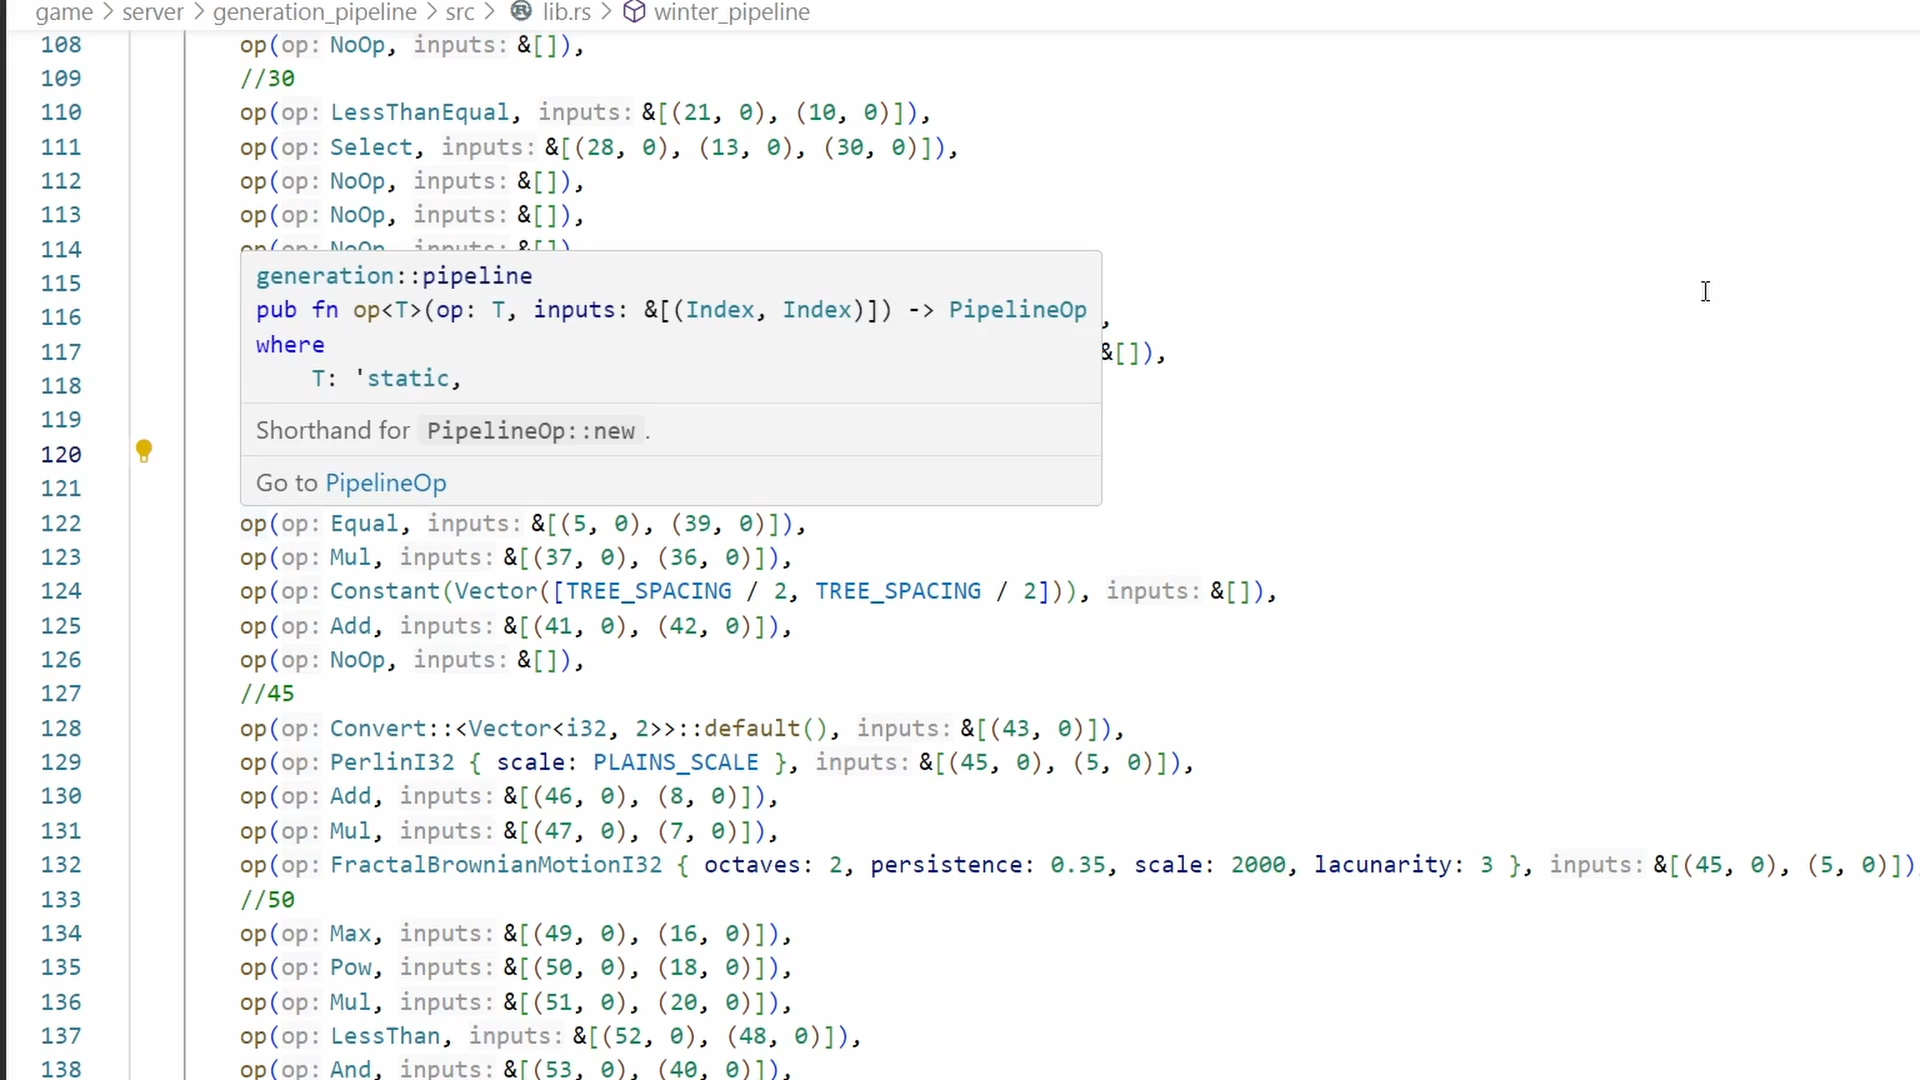 game > server > generation_pipeline > src > lib.rs > winter_pipeline
108 op(op: NoOp, inputs: &[]),
109 //30
110 op(op: LessThanEqual, inputs: &[(21, 0), (10, 0)]),
111 op(op: Select, inputs: &[(28, 0), (13, 0), (30, 0)]),
112 op(op: NoOp, inputs: &[]),
113 op(op: NoOp, inputs: &[]),
114 op(op: NoOp, inputs: &[])
generation::pipeline
115
pub fn op<T>(op: T, inputs: &[(Index, Index)]) -> PipelineOp
116 ,
where
117 &[]),
T: 'static,
118
119
Shorthand for PipelineOp::new .
120
Go to PipelineOp
121
122 op(op: Equal, inputs: &[(5, 0), (39, 0)]),
123 op(op: Mul, inputs: &[(37, 0), (36, 0)]),
124 op(op: Constant(Vector([TREE_SPACING / 2, TREE_SPACING / 2])), inputs: &[]),
125 op(op: Add, inputs: &[(41, 0), (42, 0)]),
126 op(op: NoOp, inputs: &[]),
127 //45
128 op(op: Convert::<Vector<i32, 2>>::default(), inputs: &[(43, 0)]),
129 op(op: PerlinI32 { scale: PLAINS_SCALE }, inputs: &[(45, 0), (5, 0)]),
130 op(op: Add, inputs: &[(46, 0), (8, 0)]),
131 op(op: Mul, inputs: &[(47, 0), (7, 0)]),
132 op(op: FractalBrownianMotionI32 { octaves: 2, persistence: 0.35, scale: 2000, lacunarity: 3 }, inputs: &[(45, 0), (5, 0)])
133 //50
134 op(op: Max, inputs: &[(49, 0), (16, 0)]),
135 op(op: Pow, inputs: &[(50, 0), (18, 0)]),
136 op(op: Mul, inputs: &[(51, 0), (20, 0)]),
137 op(op: LessThan, inputs: &[(52, 0), (48, 0)]),
138 op(op: And, inputs: &[(53, 0), (40, 0)]),